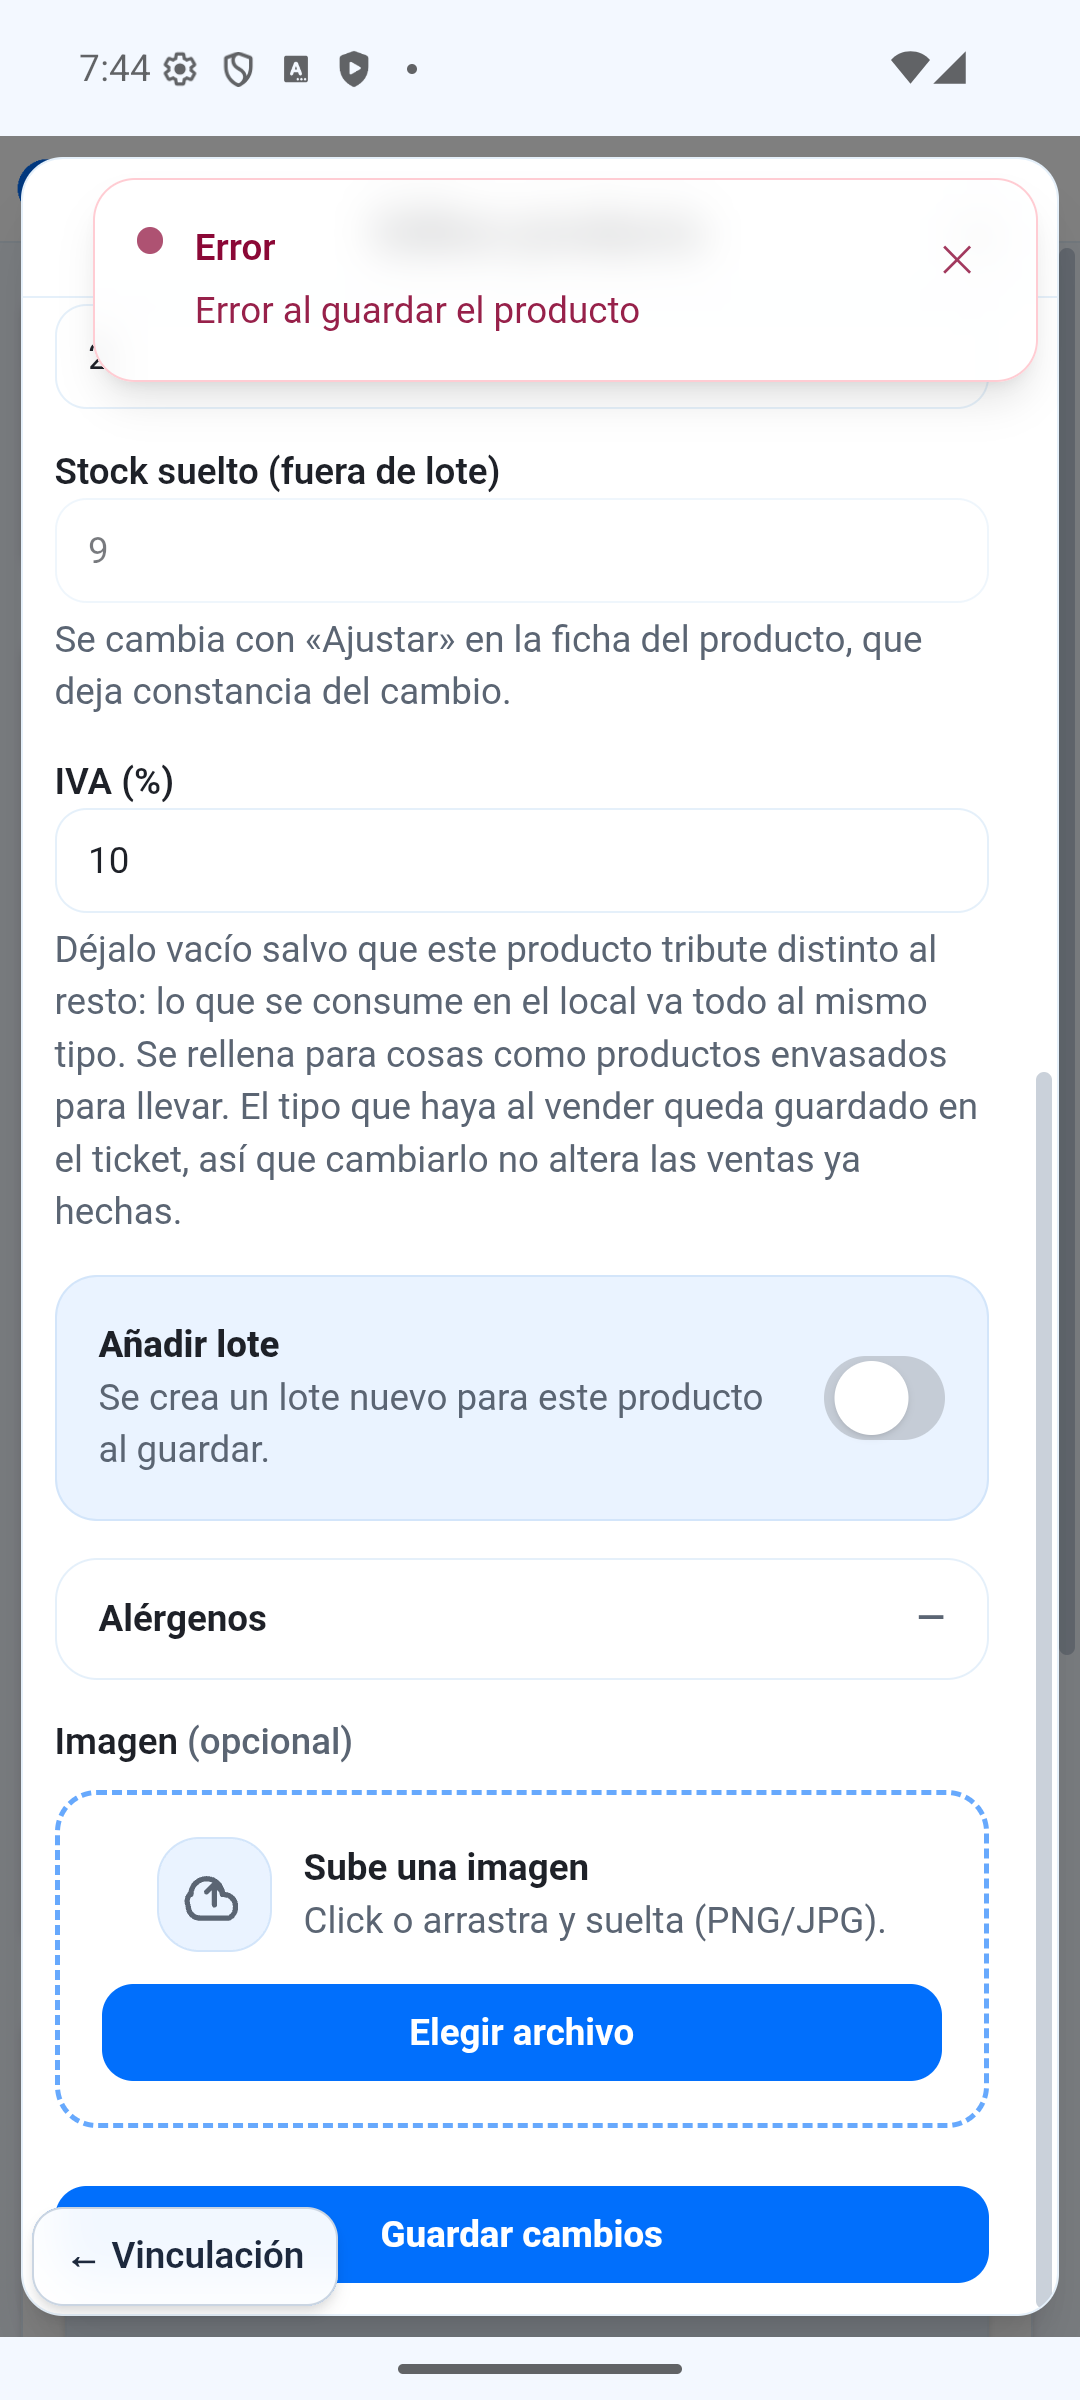 7:44
Error
Error al guardar el producto
Stock suelto (fuera de lote)
9
Se cambia con «Ajustar» en la ficha del producto, que
deja constancia del cambio.
IVA (%)
10
Déjalo vacío salvo que este producto tribute distinto al
resto: lo que se consume en el local va todo al mismo
tipo. Se rellena para cosas como productos envasados
para llevar. El tipo que haya al vender queda guardado en
el ticket, así que cambiarlo no altera las ventas ya
hechas.
Añadir lote
Se crea un lote nuevo para este producto
al guardar.
Alérgenos
Imagen (opcional)
Sube una imagen
Click o arrastra y suelta (PNG/JPG).
Elegir archivo
Guardar cambios
← Vinculación